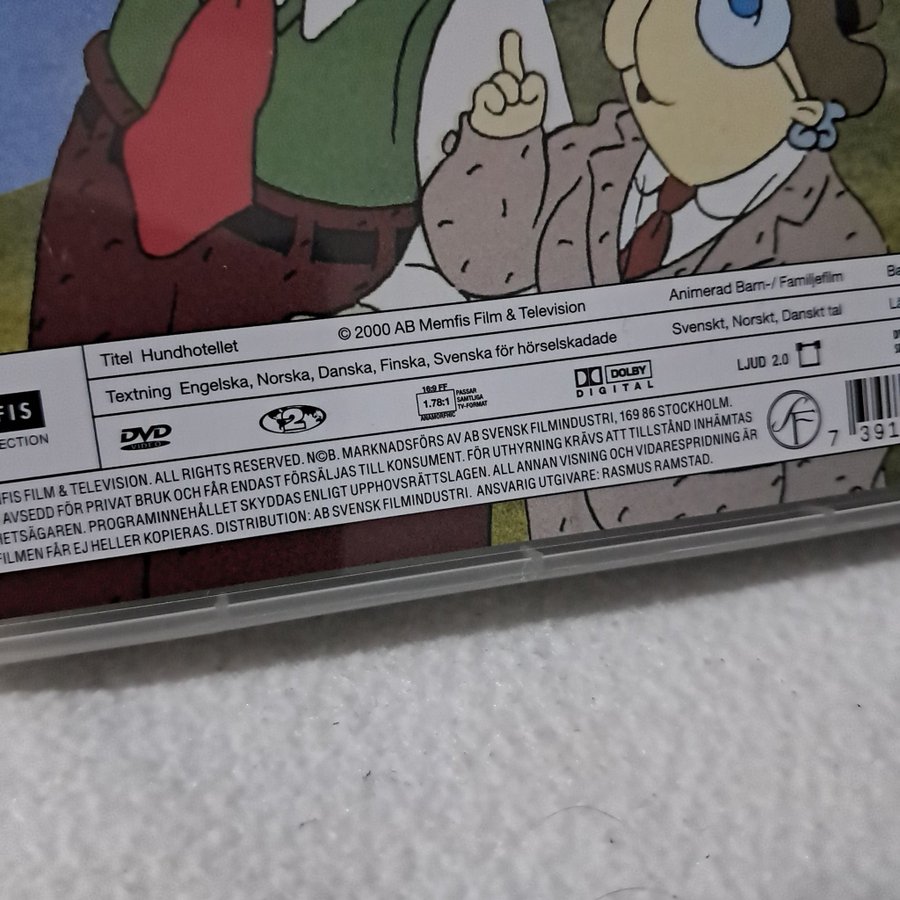 Titel Hundhotellet
© 2000 AB Memfis Film & Television
Animerad Barn-/ Familjefilm
Textning Engelska, Norska, Danska, Finska, Svenska för hörselskadade
Svenskt, Norskt, Danskt tal
FIS
ECTION
DVD
VIDEO
2
16:9 FF
1.78:1
ANAMORPHIC
PASSAR
SAMTLIGA
TV-FORMAT
DOLBY
DIGITAL
LJUD 2.0
SF
7 391
FIS FILM & TELEVISION. ALL RIGHTS RESERVED. N©B. MARKNADSFÖRS AV AB SVENSK FILMINDUSTRI, 169 86 STOCKHOLM.
AVSEDD FÖR PRIVAT BRUK OCH FÅR ENDAST FÖRSÄLJAS TILL KONSUMENT. FÖR UTHYRNING KRÄVS ATT TILLSTÅND INHÄMTAS
HETSÄGAREN. PROGRAMINNEHÅLLET SKYDDAS ENLIGT UPPHOVSRÄTTSLAGEN. ALL ANNAN VISNING OCH VIDARESPRIDNING ÄR
FILMEN FÅR EJ HELLER KOPIERAS. DISTRIBUTION: AB SVENSK FILMINDUSTRI. ANSVARIG UTGIVARE: RASMUS RAMSTAD.